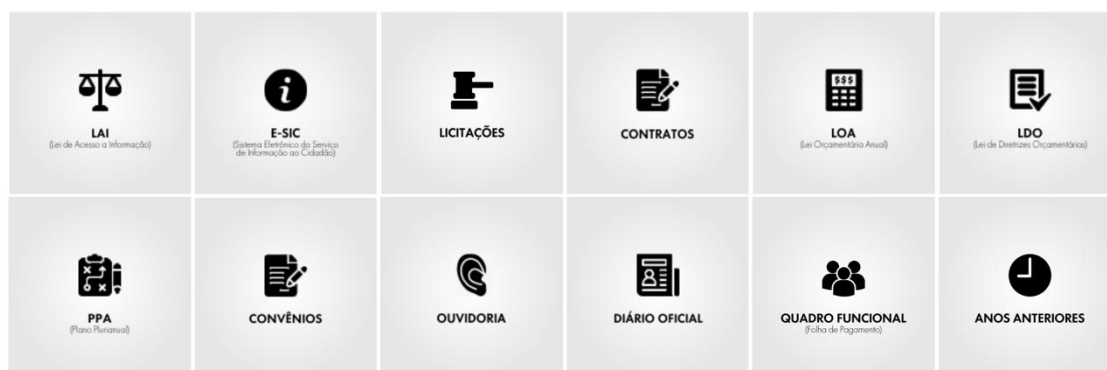 LAI
(Lei de Acesso a Informação)
E-SIC
(Sistema Eletrônico do Serviço
de Informação ao Cidadão)
LICITAÇÕES
CONTRATOS
$$$
LOA
(Lei Orçamentária Anual)
LDO
(Lei de Diretrizes Orçamentárias)
PPA
(Plano Plurianual)
CONVÊNIOS
OUVIDORIA
DIÁRIO OFICIAL
QUADRO FUNCIONAL
(Folha de Pagamento)
ANOS ANTERIORES